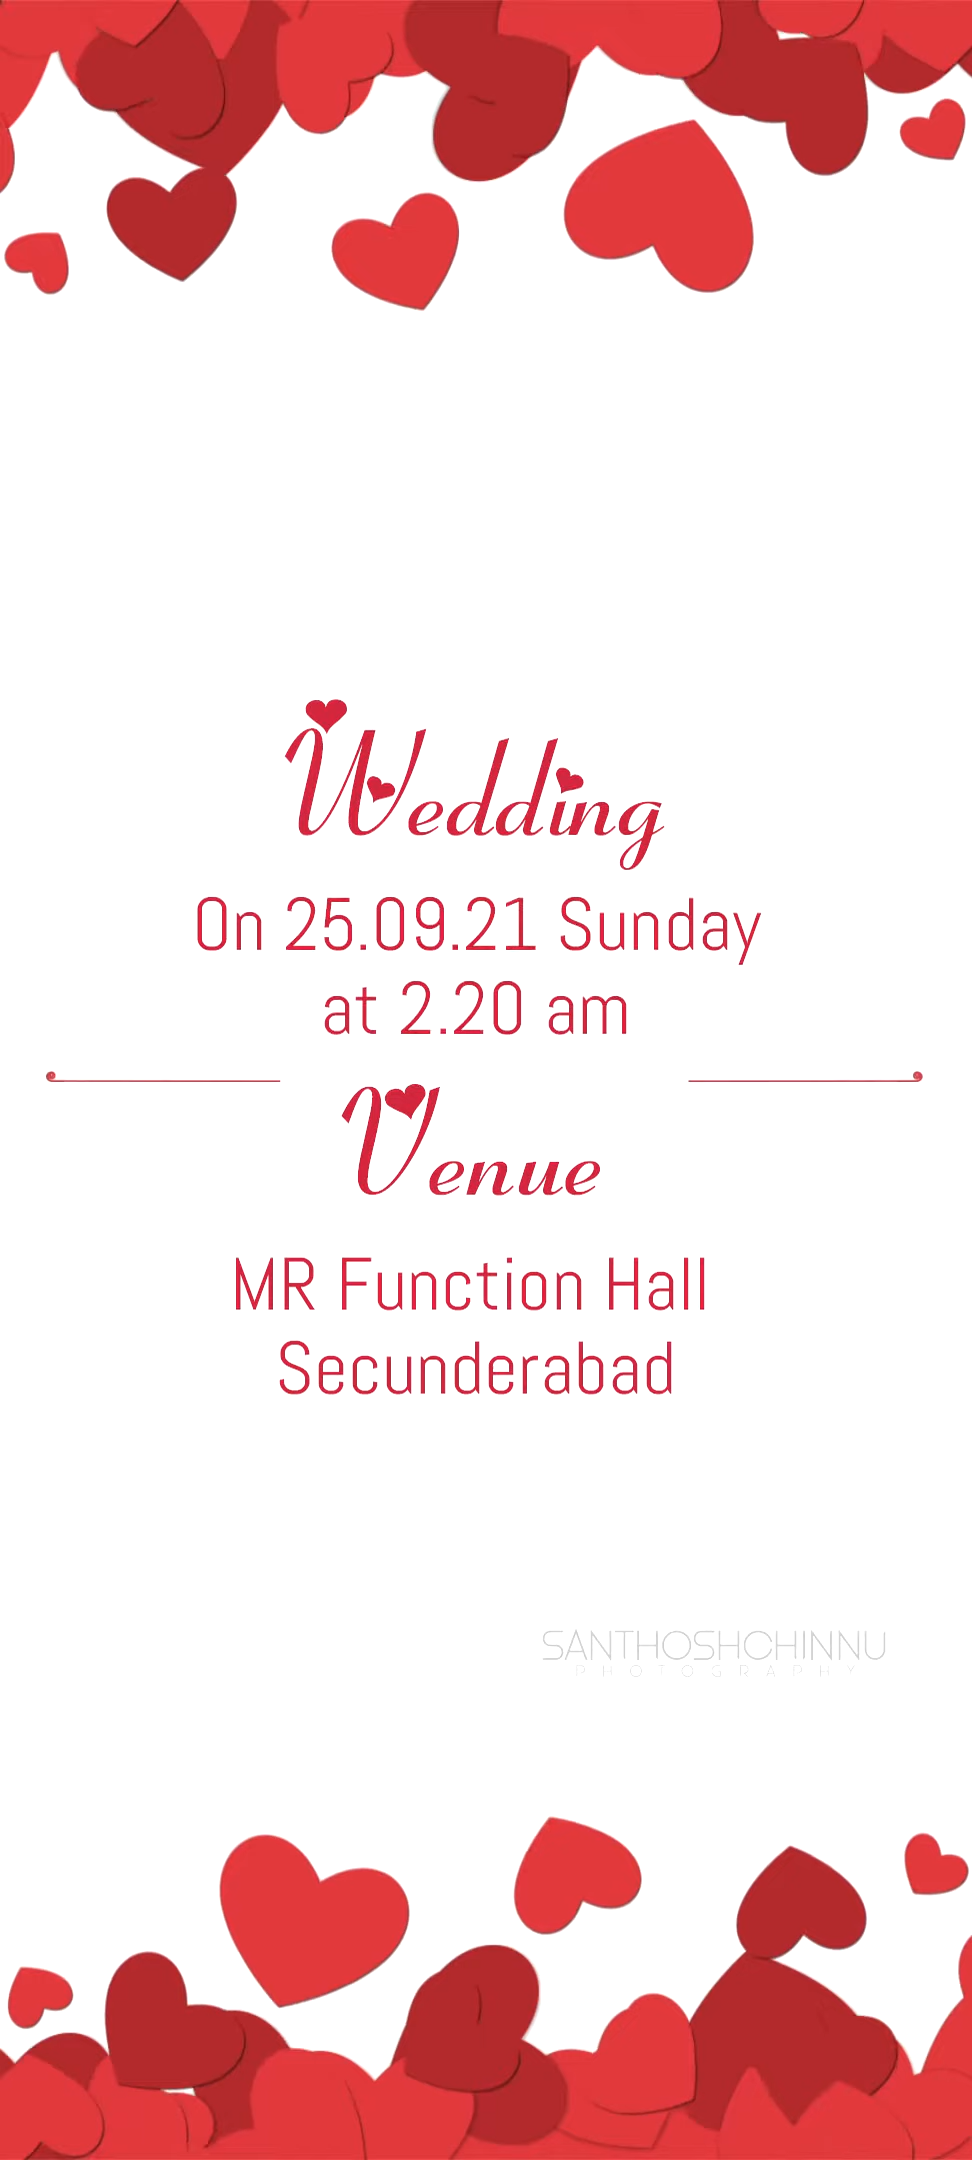 Wedding
On 25.09.21 Sunday
at 2.20 am
Venue
MR Function Hall
Secunderabad
SANTHOSHCHINNU
PHOTOGRAPHY